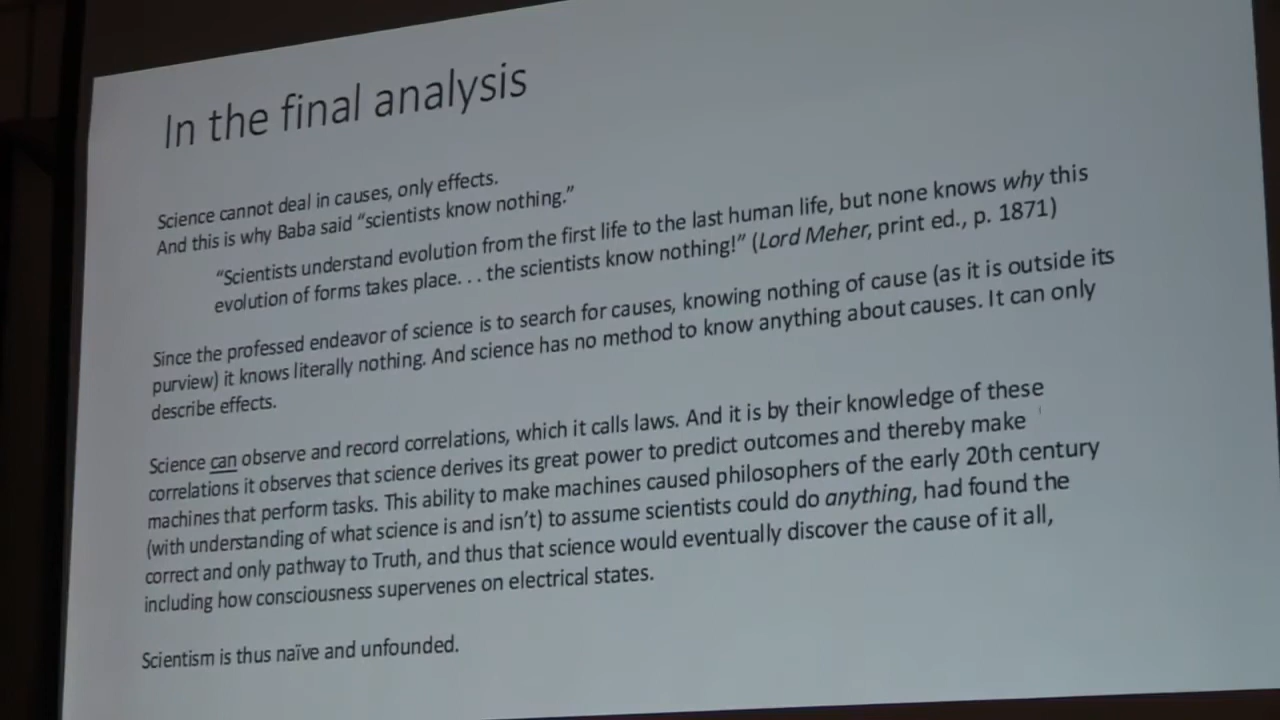 In the final analysis
Science cannot deal in causes, only effects.
And this is why Baba said “scientists know nothing.”
“Scientists understand evolution from the first life to the last human life, but none knows why this
evolution of forms takes place. . . the scientists know nothing!” (Lord Meher, print ed., p. 1871)
Since the professed endeavor of science is to search for causes, knowing nothing of cause (as it is outside its
purview) it knows literally nothing. And science has no method to know anything about causes. It can only
describe effects.
Science can observe and record correlations, which it calls laws. And it is by their knowledge of these
correlations it observes that science derives its great power to predict outcomes and thereby make
machines that perform tasks. This ability to make machines caused philosophers of the early 20th century
(with understanding of what science is and isn’t) to assume scientists could do anything, had found the
correct and only pathway to Truth, and thus that science would eventually discover the cause of it all,
including how consciousness supervenes on electrical states.
Scientism is thus naïve and unfounded.